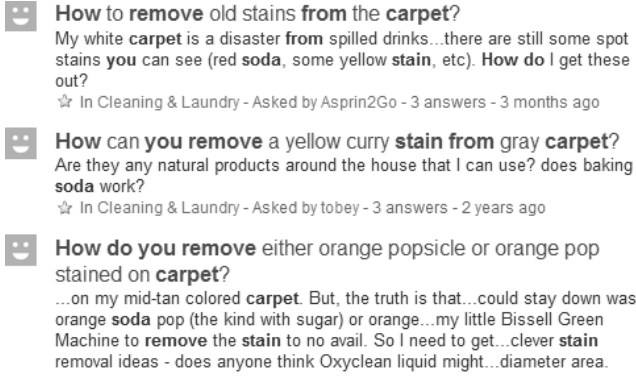 How to remove old stains from the carpet?
My white carpet is a disaster from spilled drinks...there are still some spot
stains you can see (red soda, some yellow stain, etc). How do I get these
out?
In Cleaning & Laundry - Asked by Asprin2Go - 3 answers - 3 months ago
How can you remove a yellow curry stain from gray carpet?
Are they any natural products around the house that I can use? does baking
soda work?
In Cleaning & Laundry - Asked by tobey - 3 answers - 2 years ago
How do you remove either orange popsicle or orange pop
stained on carpet?
...on my mid-tan colored carpet. But, the truth is that...could stay down was
orange soda pop (the kind with sugar) or orange...my little Bissell Green
Machine to remove the stain to no avail. So I need to get...clever stain
removal ideas - does anyone think Oxyclean liquid might...diameter area.